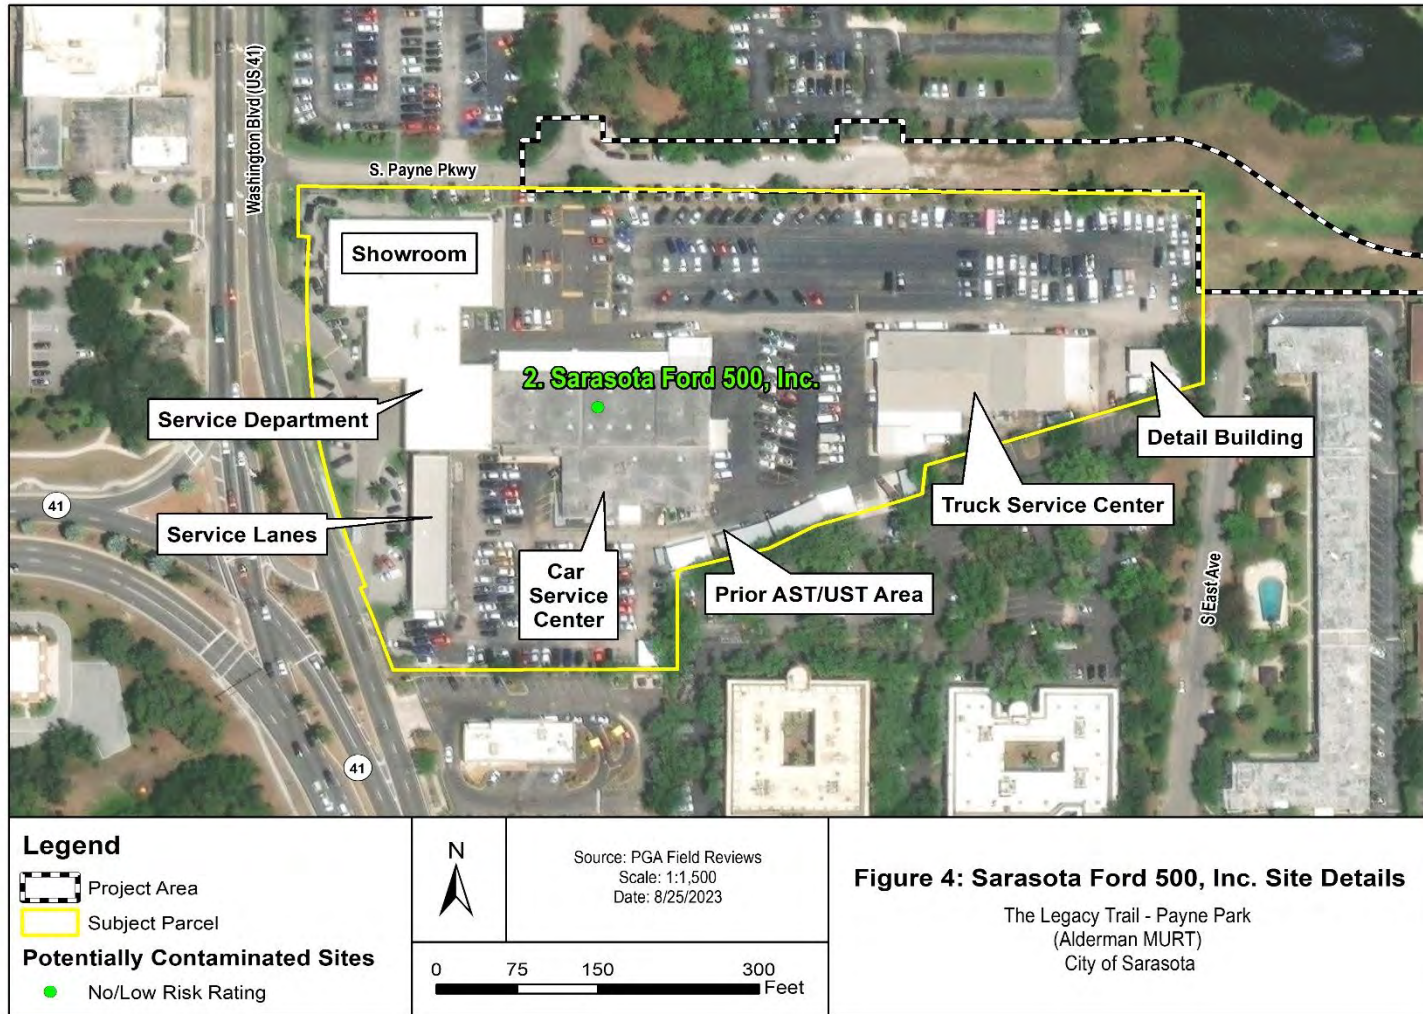 Washington Blvd (US 41)
S. Payne Pkwy
Showroom
2. Sarasota Ford 500, Inc.
Service Department
Detail Building
41
Truck Service Center
Service Lanes
Car
Service
Center
Prior AST/UST Area
S East Ave
41
Legend
Project Area
Subject Parcel
Potentially Contaminated Sites
No/Low Risk Rating
N
Source: PGA Field Reviews
Scale: 1:1,500
Date: 8/25/2023
0 75 150 300
Feet
Figure 4: Sarasota Ford 500, Inc. Site Details
The Legacy Trail - Payne Park
(Alderman MURT)
City of Sarasota